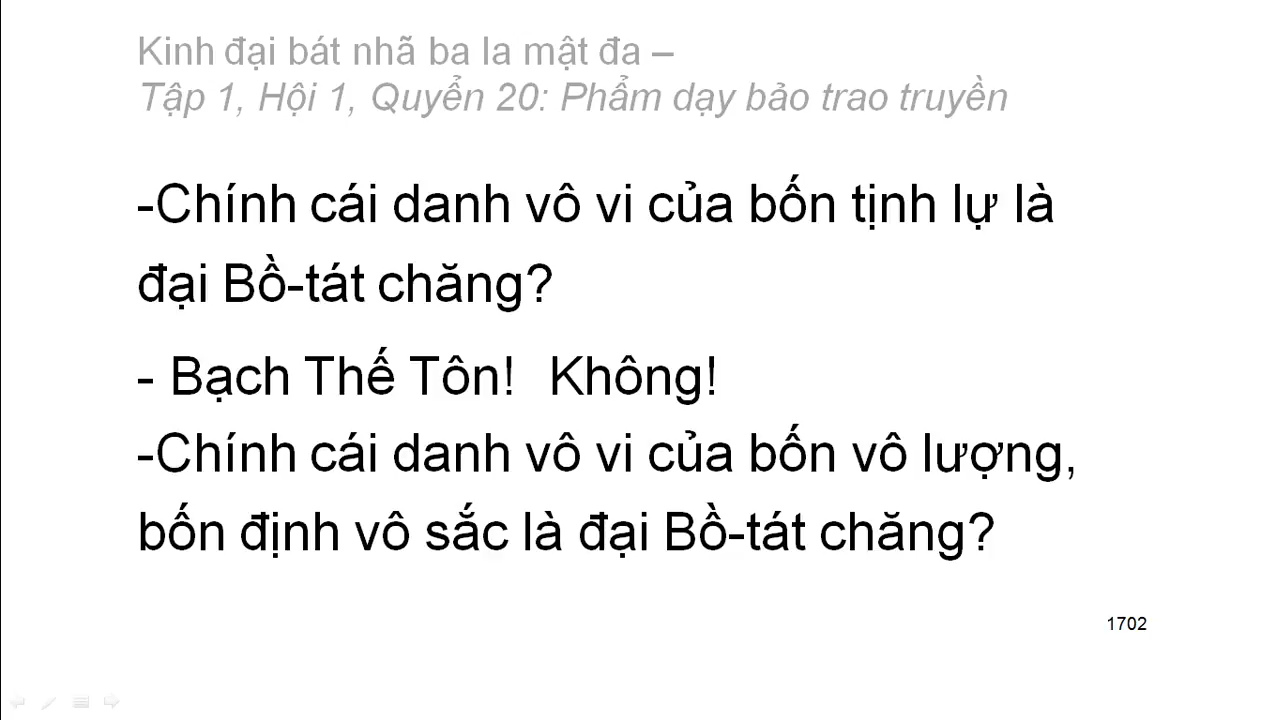 Kinh đại bát nhã ba la mật đa –
Tập 1, Hội 1, Quyển 20: Phẩm dạy bảo trao truyền
-Chính cái danh vô vi của bốn tịnh lự là
đại Bồ-tát chăng?
- Bạch Thế Tôn!  Không!
-Chính cái danh vô vi của bốn vô lượng,
bốn định vô sắc là đại Bồ-tát chăng?
1702